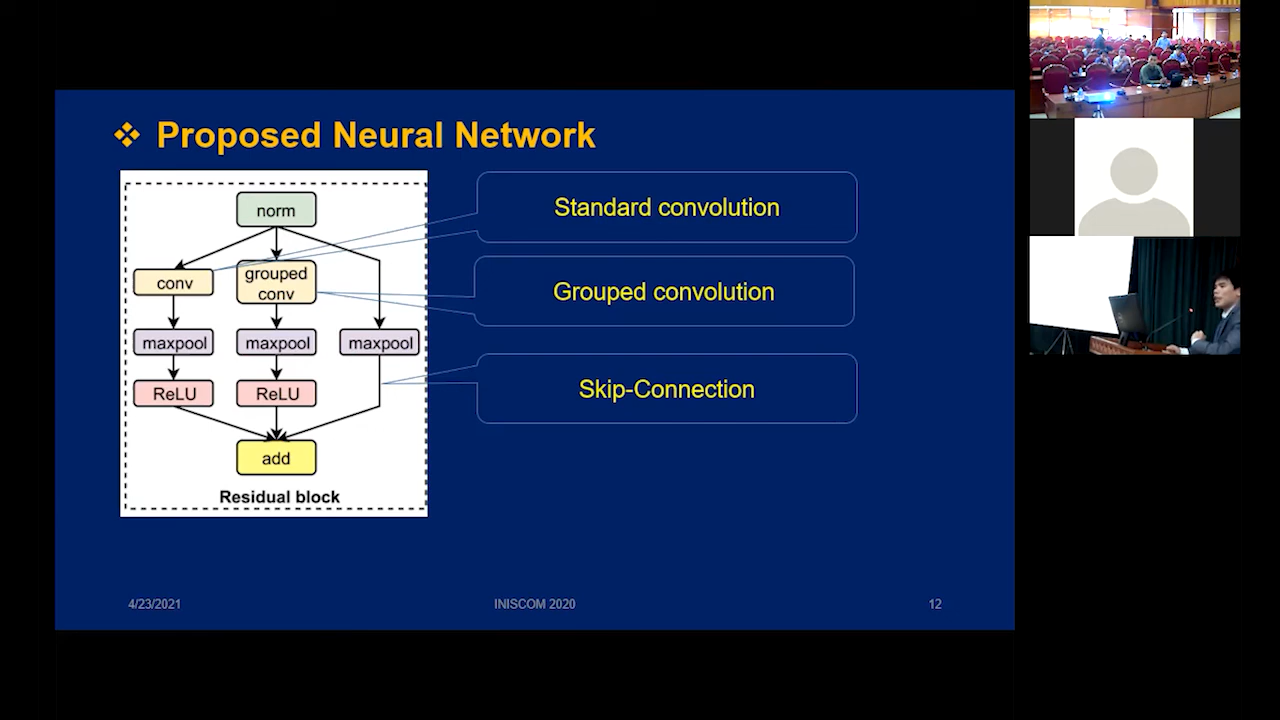 Proposed Neural Network
norm
conv
grouped
conv
maxpool
maxpool
maxpool
ReLU
ReLU
add
Residual block
Standard convolution
Grouped convolution
Skip-Connection
4/23/2021
INISCOM 2020
12